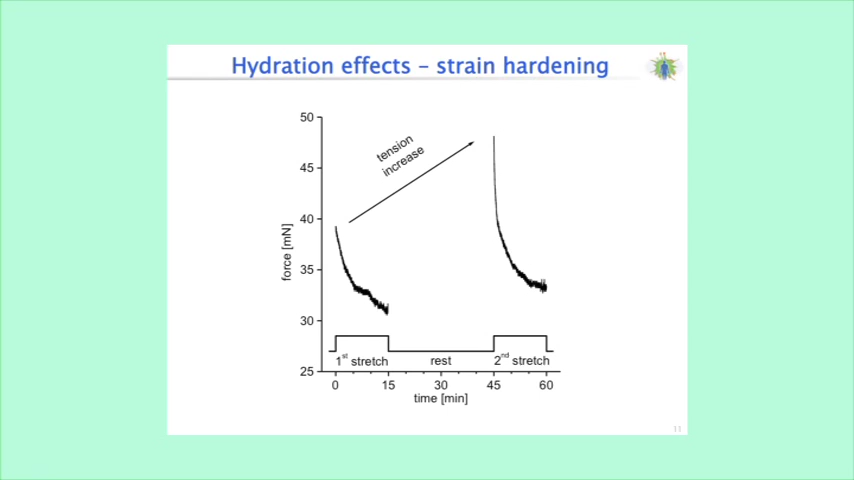 Hydration effects – strain hardening
tension
increase
50
45
40
35
30
25
force [mN]
1st stretch
rest
2nd stretch
0 15 30 45 60
time [min]
11